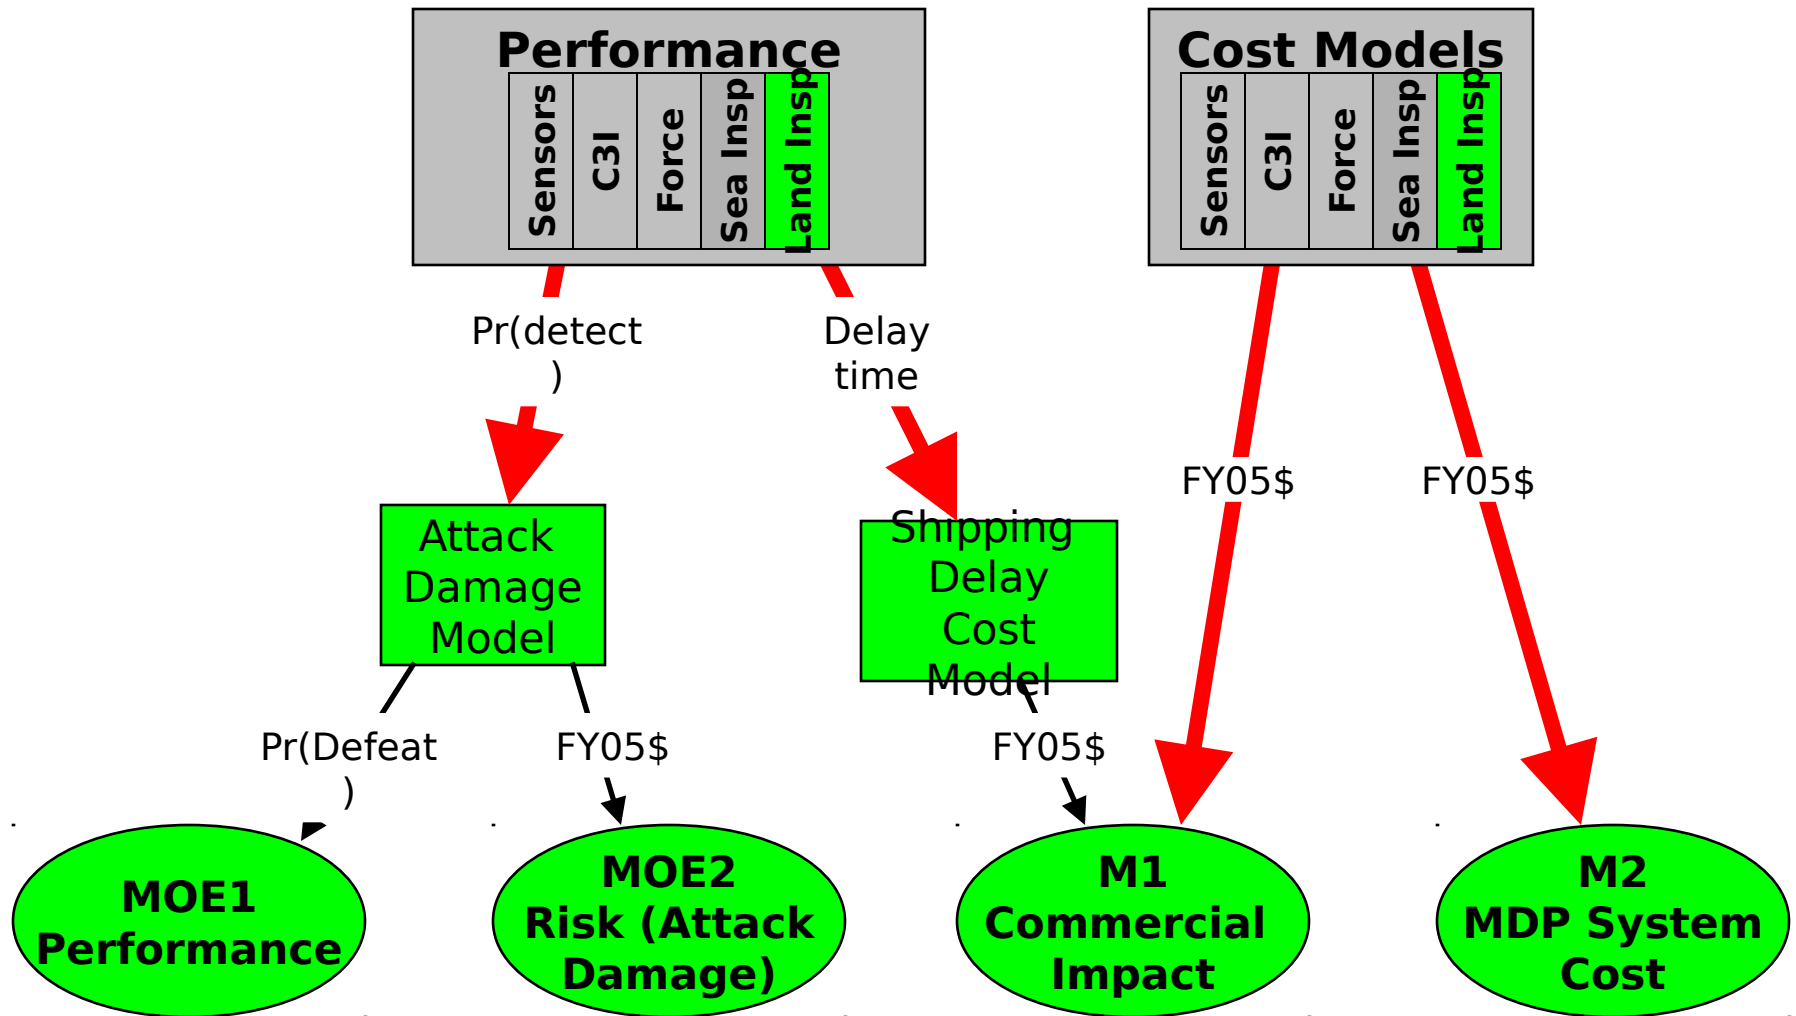 Performance
Sensors
C3I
Force
Sea Insp
Land Insp
Cost Models
Sensors
C3I
Force
Sea Insp
Land Insp
Pr(detect
)
Delay
time
FY05$
FY05$
Attack
Damage
Model
Shipping
Delay
Cost
Model
Pr(Defeat
)
FY05$
FY05$
MOE1
Performance
MOE2
Risk (Attack
Damage)
M1
Commercial
Impact
M2
MDP System
Cost